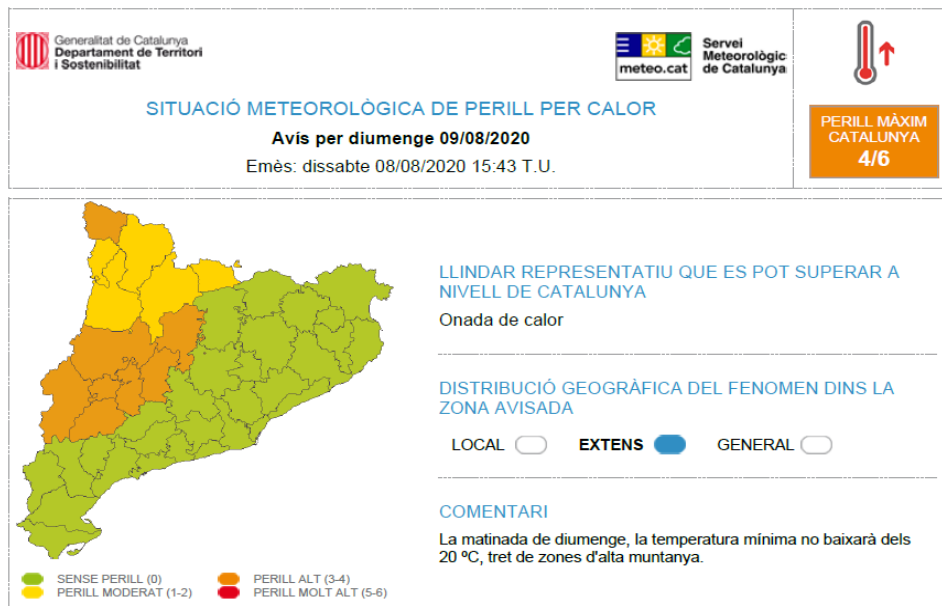 Generalitat de Catalunya
Departament de Territori
i Sostenibilitat
meteo.cat
Servei
Meteorològic
de Catalunya
SITUACIÓ METEOROLÒGICA DE PERILL PER CALOR
Avís per diumenge 09/08/2020
Emès: dissabte 08/08/2020 15:43 T.U.
PERILL MÀXIM
CATALUNYA
4/6
LLINDAR REPRESENTATIU QUE ES POT SUPERAR A
NIVELL DE CATALUNYA
Onada de calor
DISTRIBUCIÓ GEOGRÀFICA DEL FENOMEN DINS LA
ZONA AVISADA
LOCAL EXTENS GENERAL
COMENTARI
La matinada de diumenge, la temperatura mínima no baixarà dels
20 ºC, tret de zones d'alta muntanya.
SENSE PERILL (0) PERILL ALT (3-4)
PERILL MODERAT (1-2) PERILL MOLT ALT (5-6)